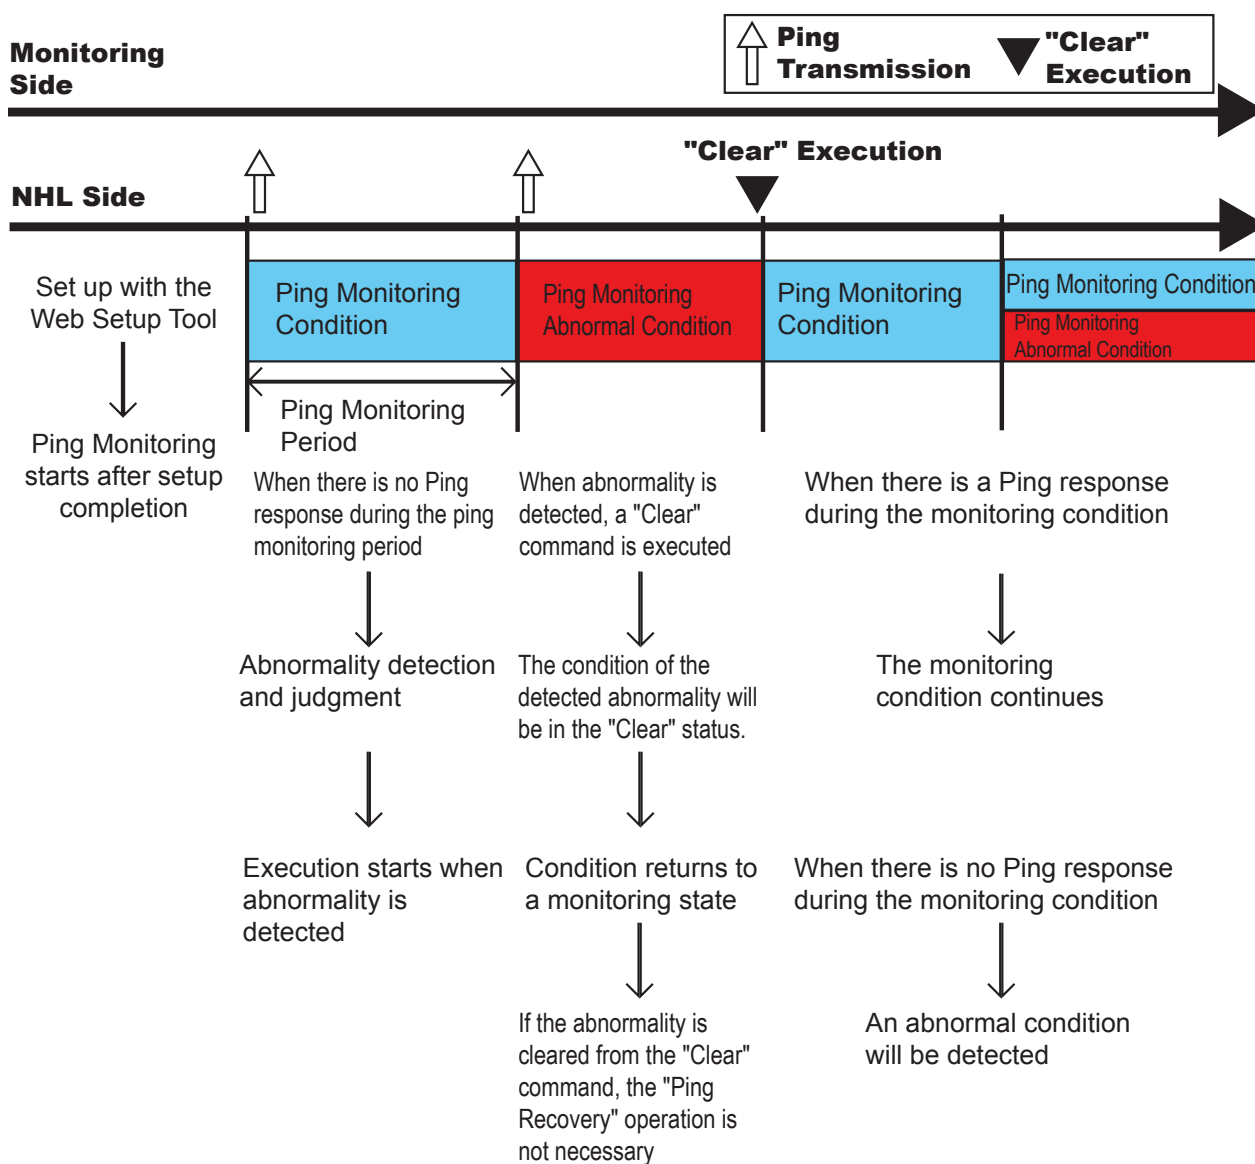 Monitoring
Side
Ping
Transmission
"Clear"
Execution
"Clear" Execution
NHL Side
Set up with the
Web Setup Tool
Ping Monitoring
starts after setup
completion
Ping Monitoring
Condition
Ping Monitoring
Abnormal Condition
Ping Monitoring
Condition
Ping Monitoring Condition
Ping Monitoring
Abnormal Condition
Ping Monitoring
Period
When there is no Ping
response during the ping
monitoring period
Abnormality detection
and judgment
Execution starts when
abnormality is
detected
When abnormality is
detected, a "Clear"
command is executed
The condition of the
detected abnormality will
be in the "Clear" status.
Condition returns to
a monitoring state
If the abnormality is
cleared from the "Clear"
command, the "Ping
Recovery" operation is
not necessary
When there is a Ping response
during the monitoring condition
The monitoring
condition continues
When there is no Ping response
during the monitoring condition
An abnormal condition
will be detected